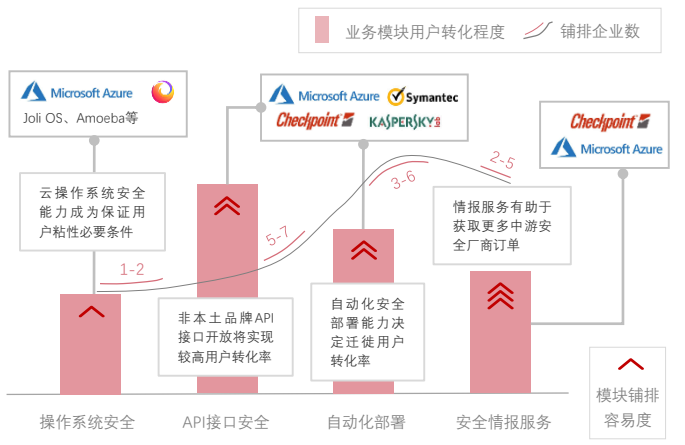 业务模块用户转化程度
铺排企业数
Microsoft Azure
Joli OS、Amoeba等
Microsoft Azure
Symantec
Checkpoint
KASPERSKY
Checkpoint
Microsoft Azure
云操作系统安全
能力成为保证用
户粘性必要条件
1-2
5-7
3-6
2-5
情报服务有助于
获取更多中游安
全厂商订单
非本土品牌API
接口开放将实现
较高用户转化率
自动化安全
部署能力决
定迁徙用户
转化率
操作系统安全
API接口安全
自动化部署
安全情报服务
模块铺排
容易度